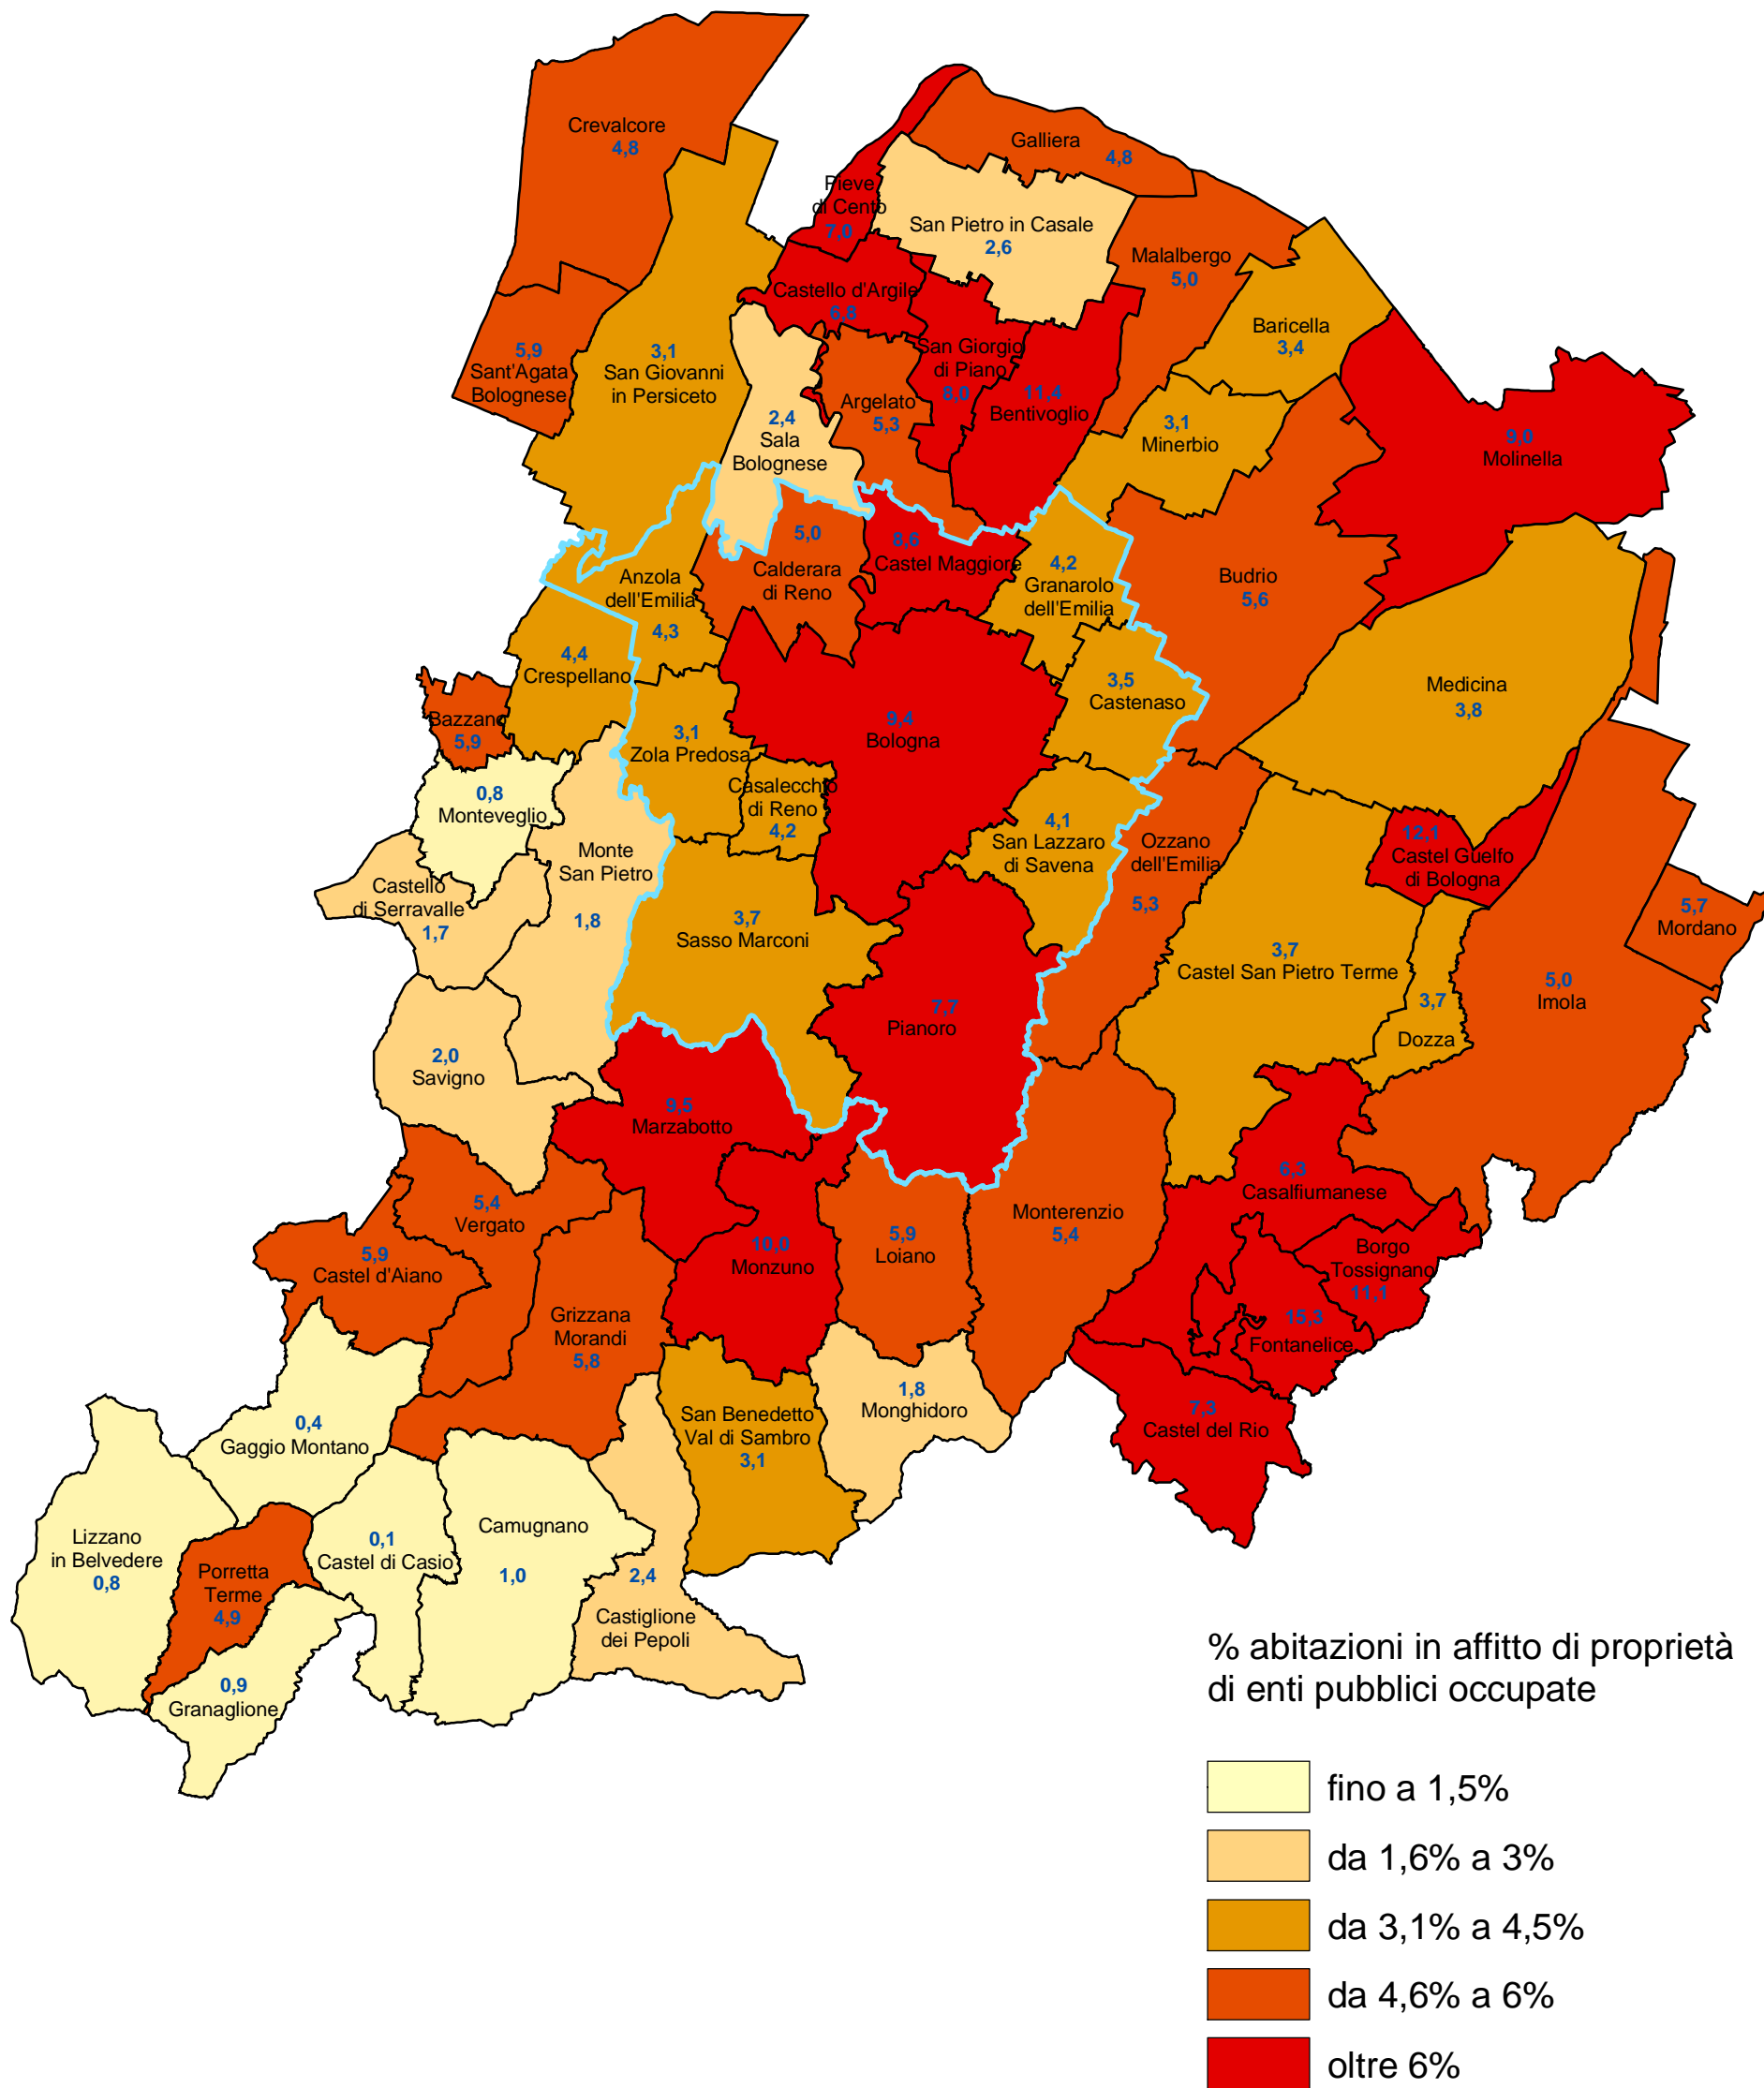 Crevalcore
4,8
Galliera
4,8
Pieve
di Cento
7,0
San Pietro in Casale
2,6
Malalbergo
5,0
Castello d'Argile
6,8
Baricella
3,4
5,9
Sant'Agata
Bolognese
3,1
San Giovanni
in Persiceto
San Giorgio
di Piano
8,0
11,4
Bentivoglio
Argelato
5,3
2,4
Sala
Bolognese
3,1
Minerbio
9,0
Molinella
5,0
Calderara
di Reno
8,6
Castel Maggiore
4,2
Granarolo
dell'Emilia
Budrio
5,6
Anzola
dell'Emilia
4,3
4,4
Crespellano
3,5
Castenaso
Medicina
3,8
Bazzano
5,9
3,1
Zola Predosa
9,4
Bologna
0,8
Monteveglio
Casalecchio
di Reno
4,2
4,1
San Lazzaro
di Savena
Ozzano
dell'Emilia
5,3
12,1
Castel Guelfo
di Bologna
Monte
San Pietro
1,8
Castello
di Serravalle
1,7
3,7
Sasso Marconi
5,7
Mordano
3,7
Castel San Pietro Terme
5,0
Imola
3,7
Dozza
7,7
Pianoro
2,0
Savigno
9,5
Marzabotto
6,3
Casalfiumanese
5,4
Vergato
Monterenzio
5,4
5,9
Loiano
10,0
Monzuno
Borgo
Tossignano
11,1
5,9
Castel d'Aiano
Grizzana
Morandi
5,8
15,3
Fontanelice
1,8
Monghidoro
7,3
Castel del Rio
San Benedetto
Val di Sambro
3,1
0,4
Gaggio Montano
Camugnano
1,0
0,1
Castel di Casio
Lizzano
in Belvedere
0,8
Porretta
Terme
4,9
2,4
Castiglione
dei Pepoli
0,9
Granaglione
% abitazioni in affitto di proprietà
di enti pubblici occupate
fino a 1,5%
da 1,6% a 3%
da 3,1% a 4,5%
da 4,6% a 6%
oltre 6%